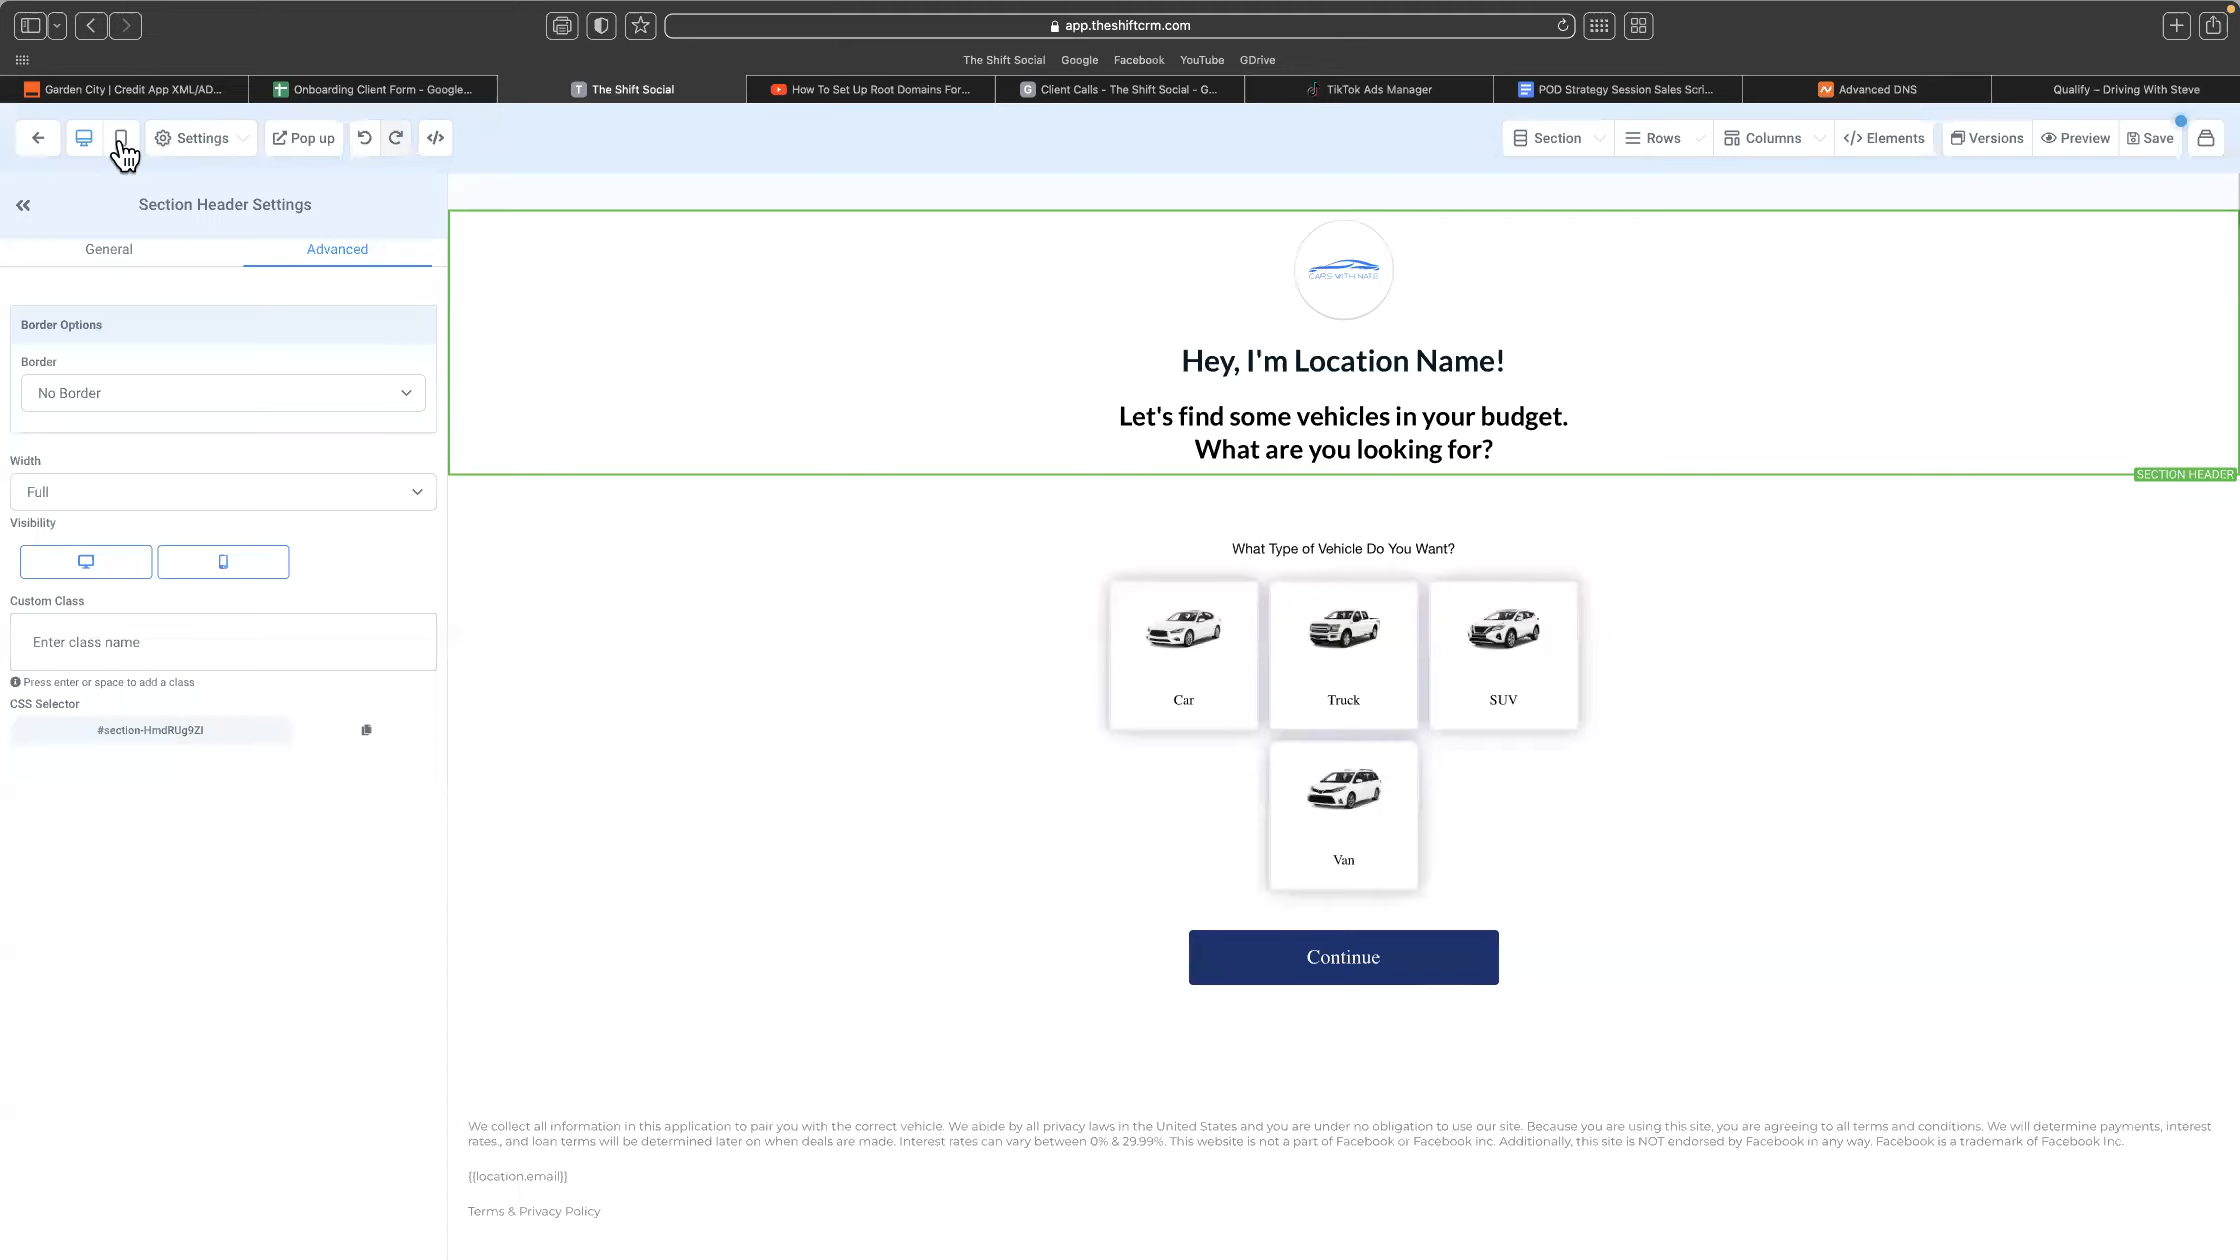 app.theshiftcrm.com
The Shift Social Google Facebook YouTube GDrive
Garden City | Credit App XML/AD...
Onboarding Client Form - Google...
T The Shift Social
How To Set Up Root Domains For...
G Client Calls - The Shift Social - G...
TikTok Ads Manager
POD Strategy Session Sales Scri...
Advanced DNS
Qualify – Driving With Steve
Settings
Pop up
Section
Rows
Columns
Elements
Versions
Preview
Save
Section Header Settings
General
Advanced
Border Options
Border
No Border
Width
Full
Visibility
Custom Class
Enter class name
Press enter or space to add a class
CSS Selector
#section-HmdRUg9ZI
CARS WITH NATE
Hey, I'm Location Name!
Let's find some vehicles in your budget.
What are you looking for?
SECTION HEADER
What Type of Vehicle Do You Want?
Car
Truck
SUV
Van
Continue
We collect all information in this application to pair you with the correct vehicle. We abide by all privacy laws in the United States and you are under no obligation to use our site. Because you are using this site, you are agreeing to all terms and conditions. We will determine payments, interest
rates., and loan terms will be determined later on when deals are made. Interest rates can vary between 0% & 29.99%. This website is not a part of Facebook or Facebook inc. Additionally, this site is NOT endorsed by Facebook in any way. Facebook is a trademark of Facebook Inc.
{{location.email}}
Terms & Privacy Policy